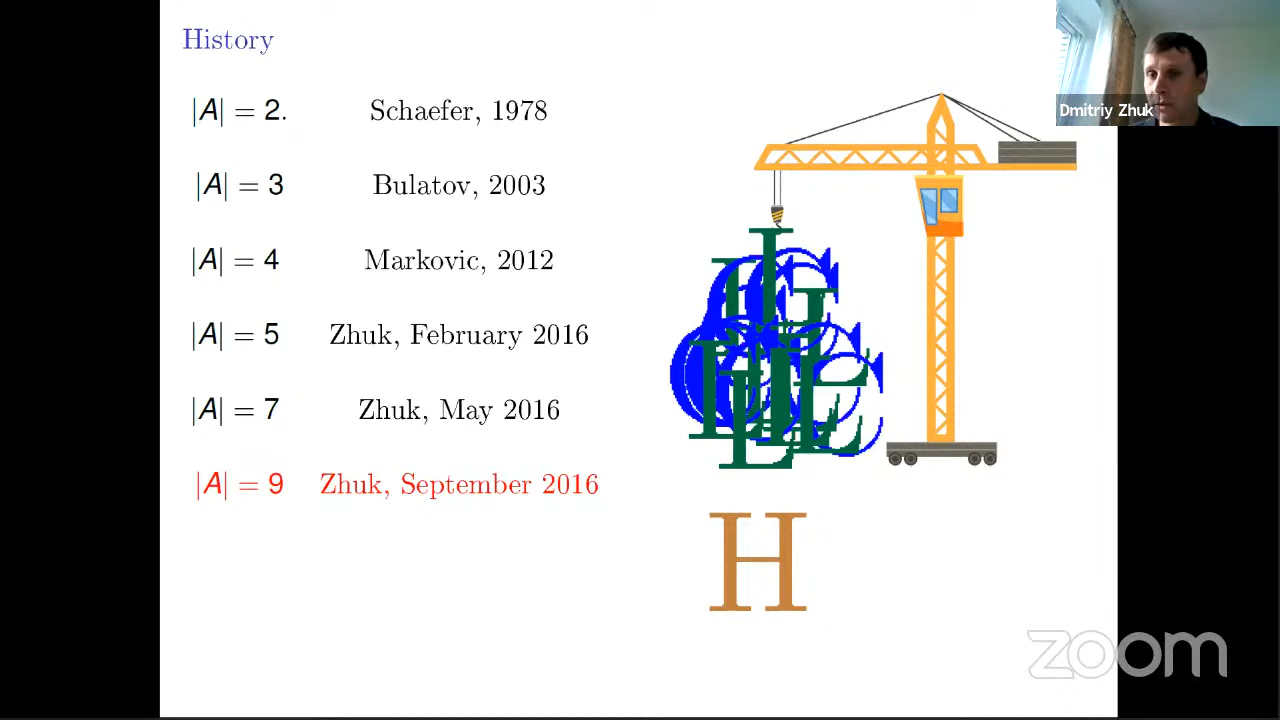 History
|A| = 2. Schaefer, 1978
|A| = 3 Bulatov, 2003
|A| = 4 Markovic, 2012
|A| = 5 Zhuk, February 2016
|A| = 7 Zhuk, May 2016
|A| = 9 Zhuk, September 2016
H
Dmitriy Zhuk
zoom